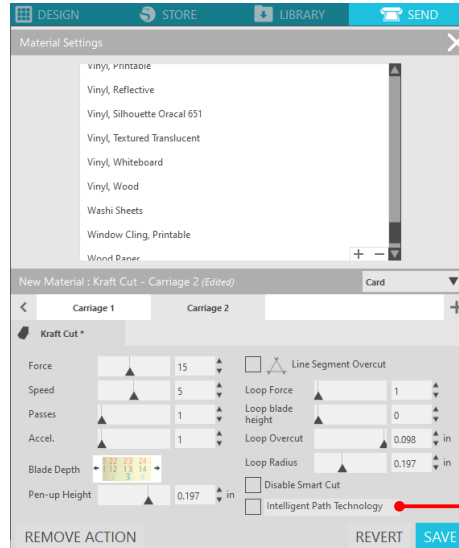 DESIGN STORE LIBRARY SEND
Material Settings
Vinyl, Printable
Vinyl, Reflective
Vinyl, Silhouette Oracal 651
Vinyl, Textured Translucent
Vinyl, Whiteboard
Vinyl, Wood
Washi Sheets
Window Cling, Printable
Wood Paper
New Material : Kraft Cut - Carriage 2 (Edited) Card
Carriage 1 Carriage 2
Kraft Cut *
Force 15 Line Segment Overcut
Speed 5 Loop Force 1
Passes 1 Loop blade height 0
Accel. 1 Loop Overcut 0.098 in
Blade Depth 12 13 14 3 Loop Radius 0.197 in
Disable Smart Cut
Pen-up Height 0.197 in Intelligent Path Technology
REMOVE ACTION REVERT SAVE